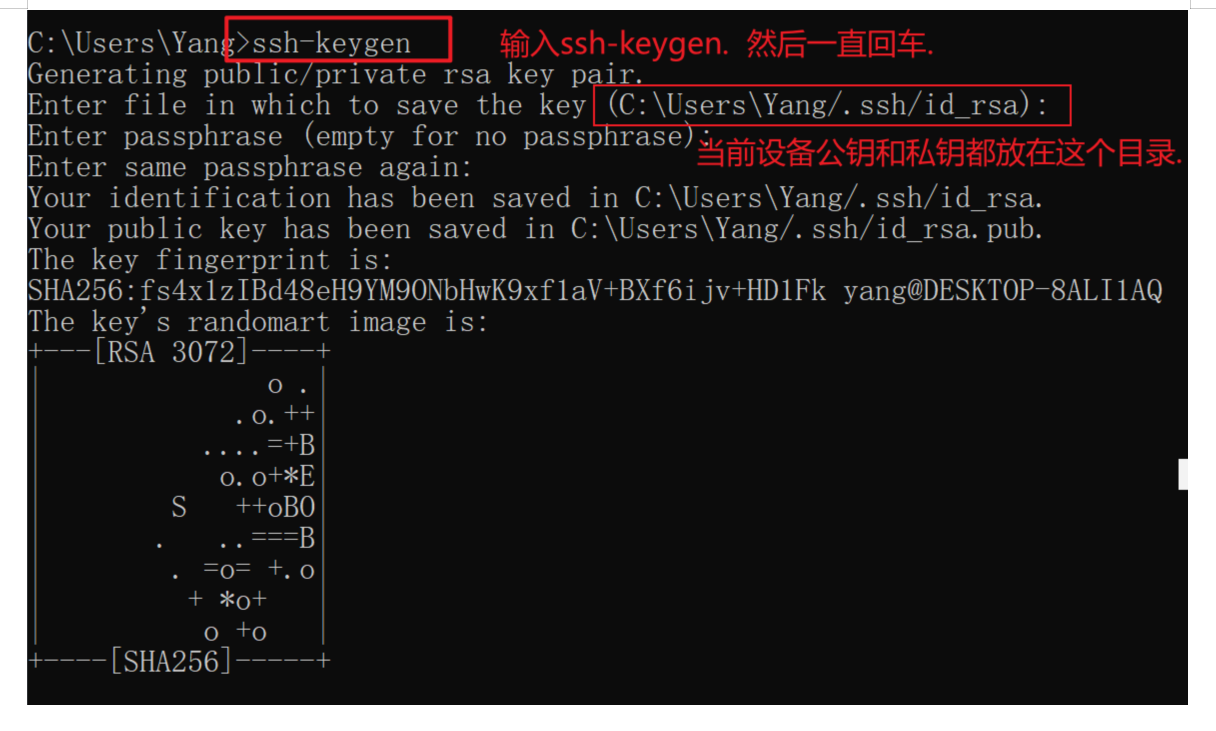 C:\Users\Yang>ssh-keygen 输入ssh-keygen. 然后一直回车.
Generating public/private rsa key pair.
Enter file in which to save the key (C:\Users\Yang/.ssh/id_rsa):
Enter passphrase (empty for no passphrase):
当前设备公钥和私钥都放在这个目录.
Enter same passphrase again:
Your identification has been saved in C:\Users\Yang/.ssh/id_rsa.
Your public key has been saved in C:\Users\Yang/.ssh/id_rsa.pub.
The key fingerprint is:
SHA256:fs4x1zIBd48eH9YM9ONbHwK9xf1aV+BXf6ijv+HD1Fk yang@DESKTOP-8ALI1AQ
The key's randomart image is:
+---[RSA 3072]----+
|              o .|
|            .o.++|
|          ....=+B|
|           o.o+*E|
|        S   ++oBO|
|       .   ..===B|
|        . =o= +.o|
|         + *o+   |
|          o +o   |
+----[SHA256]-----+